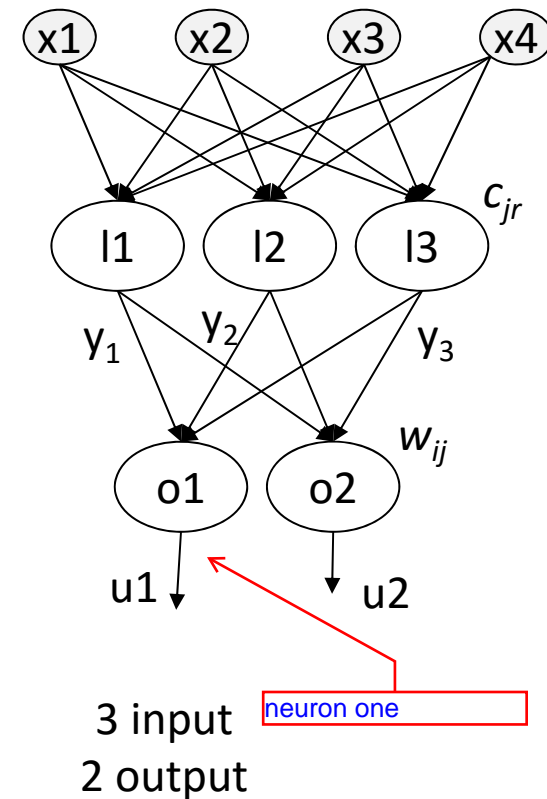 x1 x2 x3 x4
c_jr
l1 l2 l3
y₁ y₂ y₃
w_ij
o1 o2
u1 u2
neuron one
3 input
2 output